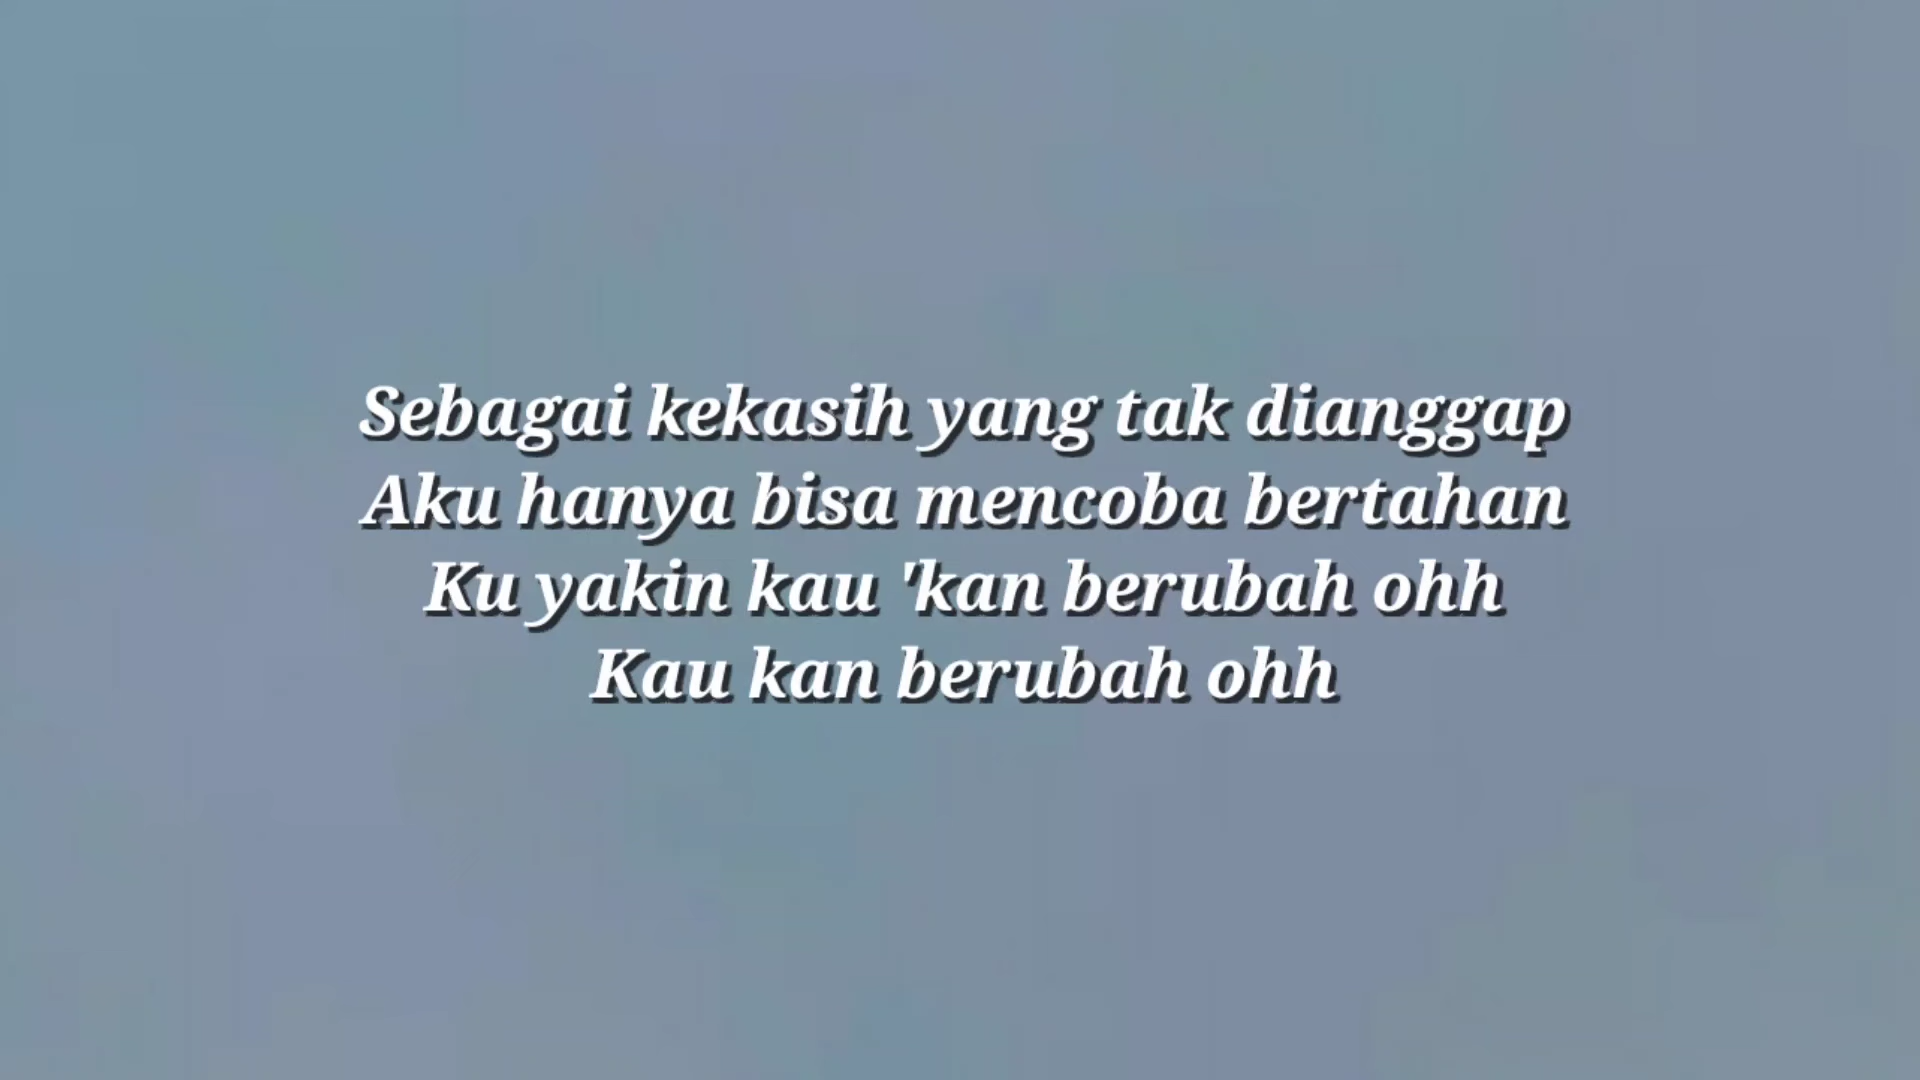 Sebagai kekasih yang tak dianggap
Aku hanya bisa mencoba bertahan
Ku yakin kau 'kan berubah ohh
Kau kan berubah ohh